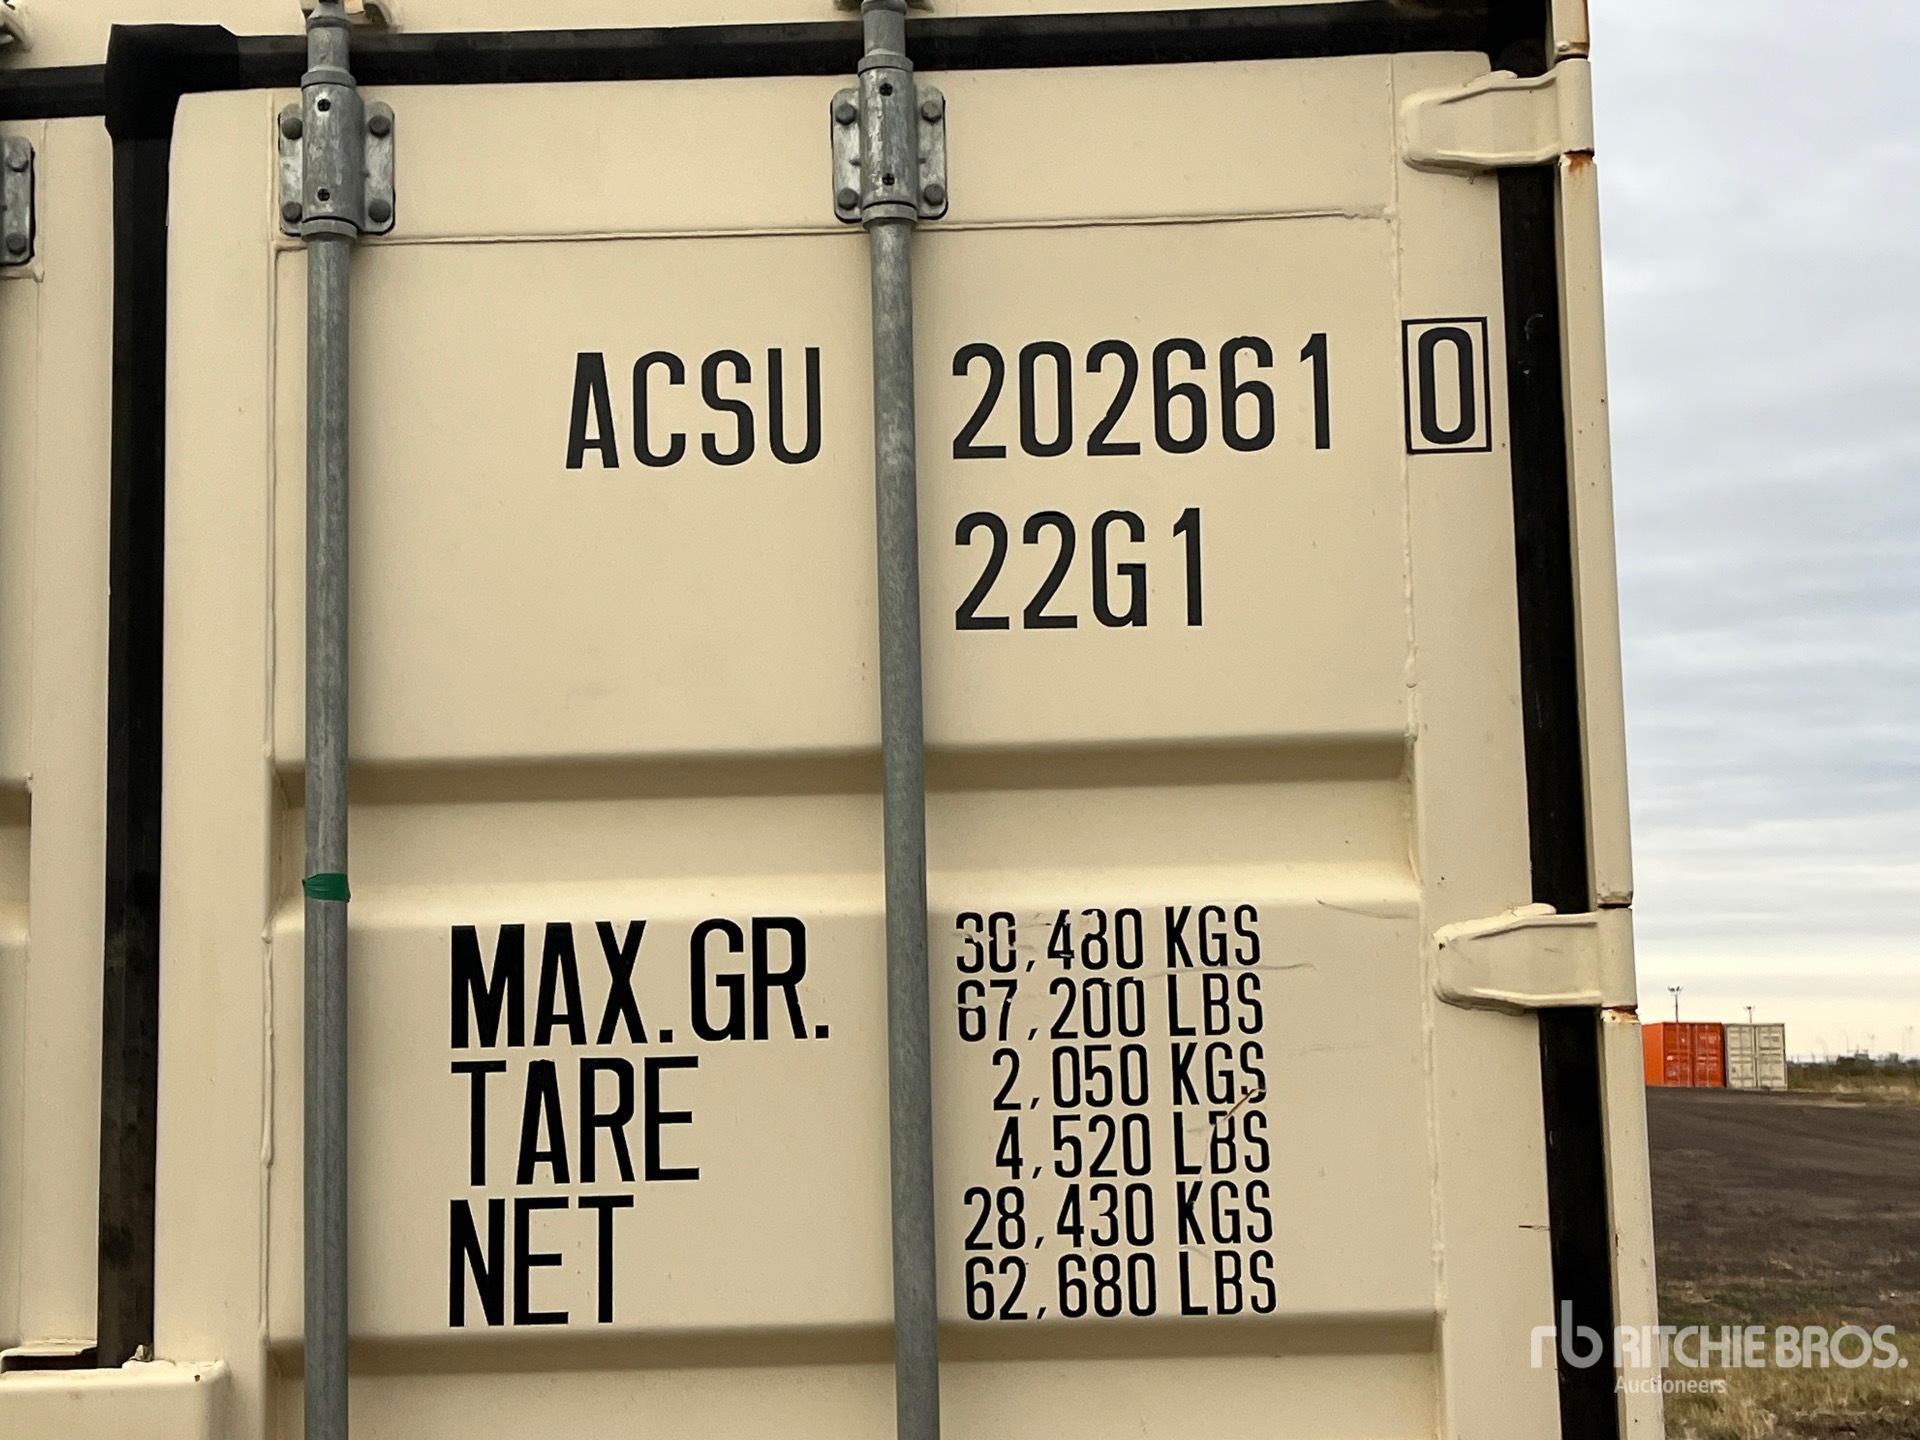 ACSU 202661 0
22G1
MAX.GR. 30,480 KGS
67,200 LBS
TARE 2,050 KGS
4,520 LBS
NET 28,430 KGS
62,680 LBS
rb RITCHIE BROS.
Auctioneers